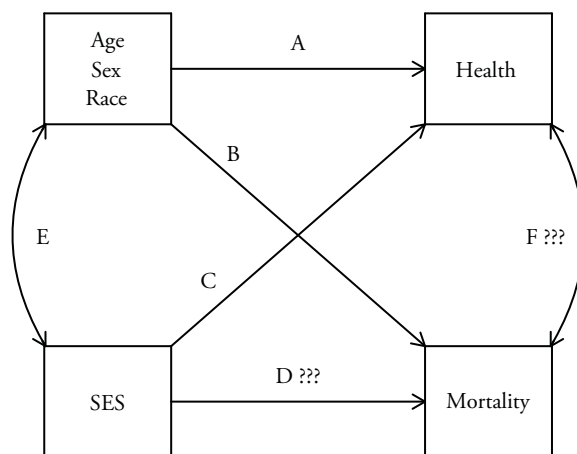 Age
Sex
Race
A
Health
B
E
F ???
C
D ???
SES
Mortality